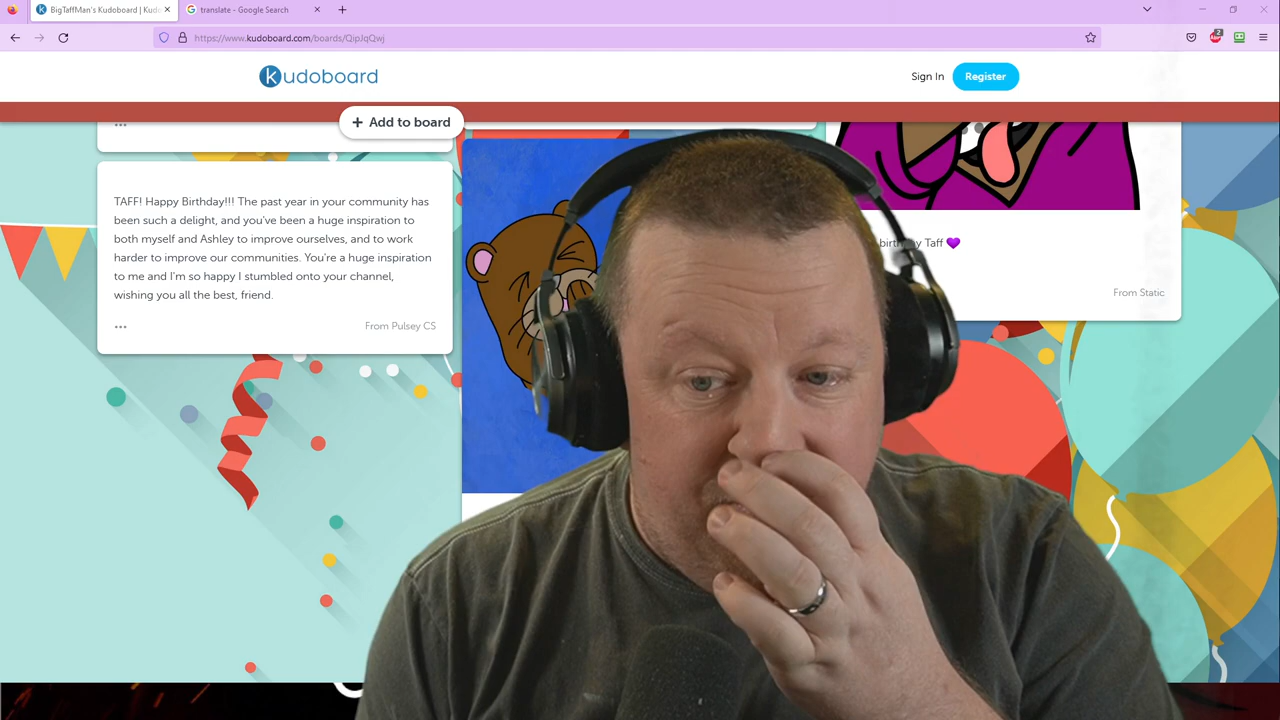 BigTaffMan's Kudoboard | Kudo
translate - Google Search
https://www.kudoboard.com/boards/QipJqQwj
2
kudoboard
Sign In
Register
+ Add to board
TAFF! Happy Birthday!!! The past year in your community has
been such a delight, and you've been a huge inspiration to
both myself and Ashley to improve ourselves, and to work
harder to improve our communities. You're a huge inspiration
to me and I'm so happy I stumbled onto your channel,
wishing you all the best, friend.
From Pulsey CS
Taff 💜
From Static